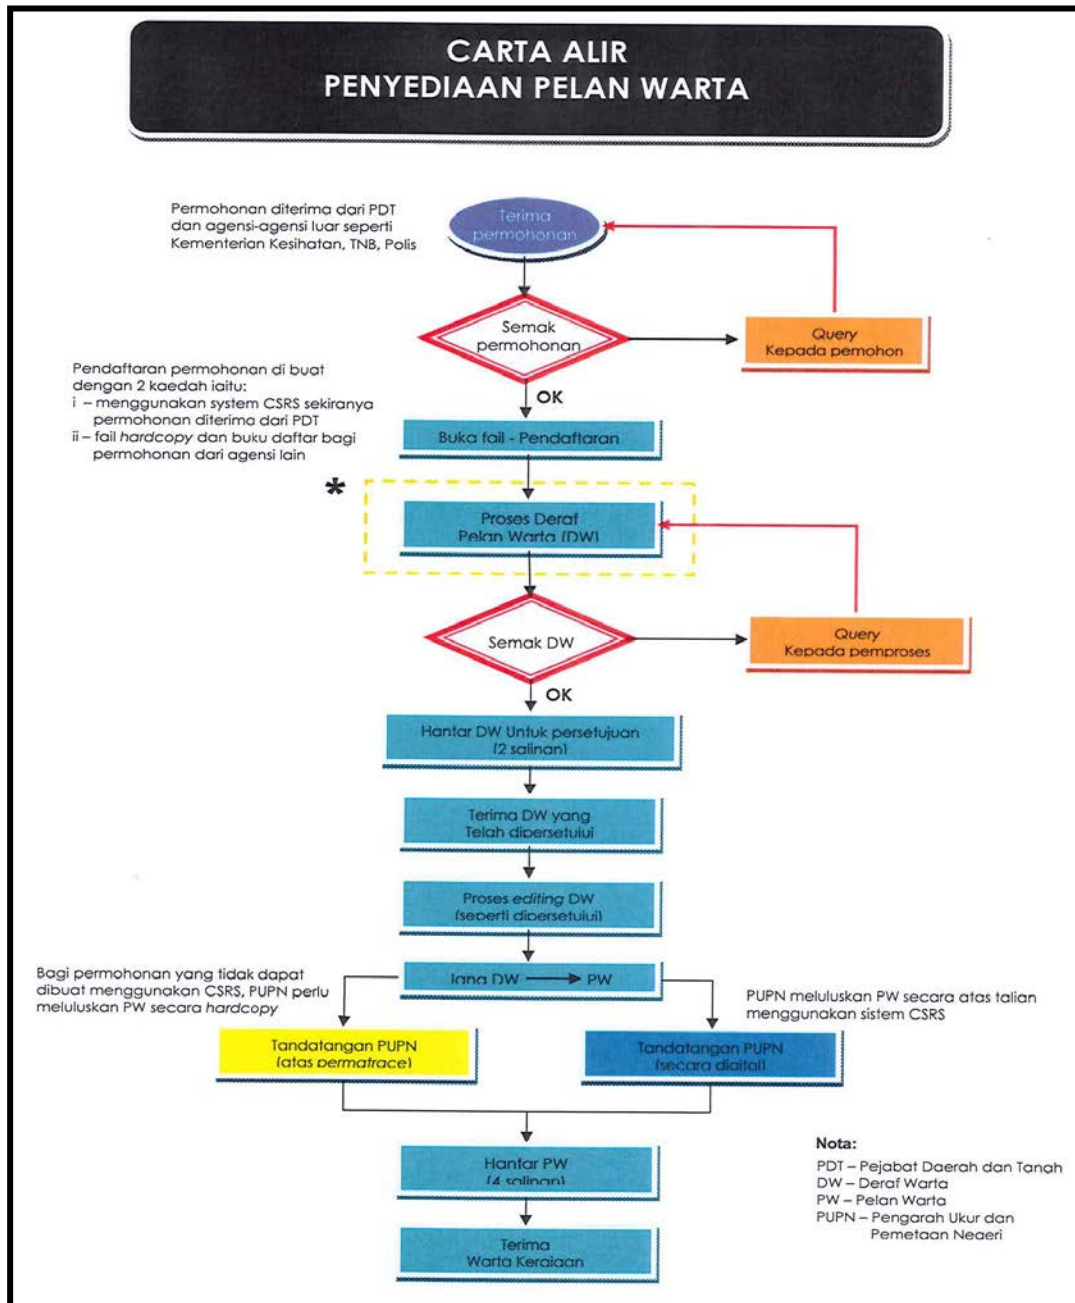 CARTA ALIR
PENYEDIAAN PELAN WARTA
Permohonan diterima dari PDT
dan agensi-agensi luar seperti
Kementerian Kesihatan, TNB, Polis
Terima
permohonan
Semak
permohonan
Query
Kepada pemohon
OK
Pendaftaran permohonan di buat
dengan 2 kaedah iaitu:
i – menggunakan system CSRS sekiranya
permohonan diterima dari PDT
ii – fail hardcopy dan buku daftar bagi
permohonan dari agensi lain
Buka fail - Pendaftaran
*
Proses Deraf
Pelan Warta (DW)
Semak DW
Query
Kepada pemproses
OK
Hantar DW Untuk persetujuan
(2 salinan)
Terima DW yang
Telah dipersetujui
Proses editing DW
(seperti dipersetujui)
Jana DW → PW
Bagi permohonan yang tidak dapat
dibuat menggunakan CSRS, PUPN perlu
meluluskan PW secara hardcopy
PUPN meluluskan PW secara atas talian
menggunakan sistem CSRS
Tandatangan PUPN
(atas permatrace)
Tandatangan PUPN
(secara digital)
Hantar PW
(4 salinan)
Terima
Warta Kerajaan
Nota:
PDT – Pejabat Daerah dan Tanah
DW – Deraf Warta
PW – Pelan Warta
PUPN – Pengarah Ukur dan
Pemetaan Negeri